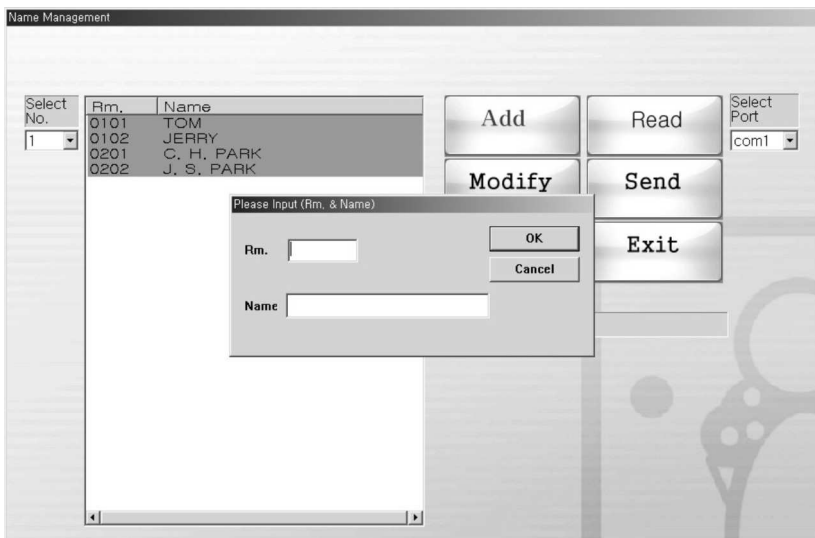 Name Management
Select
No.
1
Rm, Name
0101 TOM
0102 JERRY
0201 C, H, PARK
0202 J, S, PARK
Add
Read
Select
Port
com1
Modify
Send
Exit
Please Input (Rm, & Name)
Rm.
OK
Cancel
Name